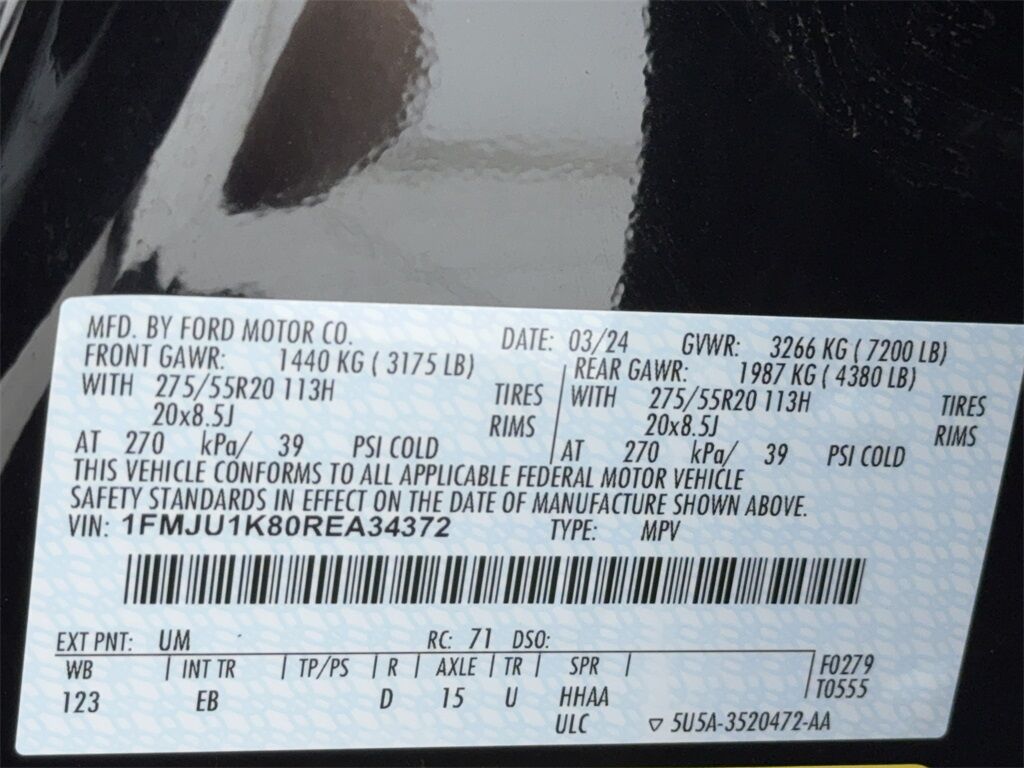 MFD. BY FORD MOTOR CO. DATE: 03/24 GVWR: 3266 KG ( 7200 LB)
FRONT GAWR: 1440 KG ( 3175 LB) REAR GAWR: 1987 KG ( 4380 LB)
WITH 275/55R20 113H TIRES WITH 275/55R20 113H TIRES
20x8.5J RIMS 20x8.5J RIMS
AT 270 kPa/ 39 PSI COLD AT 270 kPa/ 39 PSI COLD
THIS VEHICLE CONFORMS TO ALL APPLICABLE FEDERAL MOTOR VEHICLE
SAFETY STANDARDS IN EFFECT ON THE DATE OF MANUFACTURE SHOWN ABOVE.
VIN: 1FMJU1K80REA34372 TYPE: MPV
EXT PNT: UM RC: 71 DSO:
WB INT TR TP/PS R AXLE TR SPR F0279
123 EB D 15 U HHAA T0555
ULC 5U5A-3520472-AA